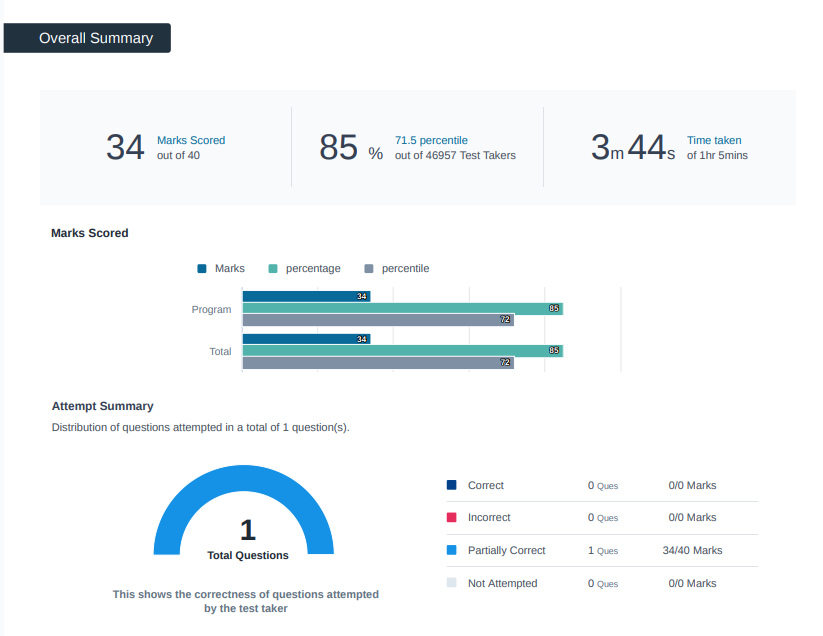 Overall Summary
34 Marks Scored
out of 40
85 % 71.5 percentile
out of 46957 Test Takers
3m 44s Time taken
of 1hr 5mins
Marks Scored
Marks percentage percentile
Program 34
85
72
Total 34
85
72
Attempt Summary
Distribution of questions attempted in a total of 1 question(s).
1
Total Questions
This shows the correctness of questions attempted
by the test taker
Correct 0 Ques 0/0 Marks
Incorrect 0 Ques 0/0 Marks
Partially Correct 1 Ques 34/40 Marks
Not Attempted 0 Ques 0/0 Marks